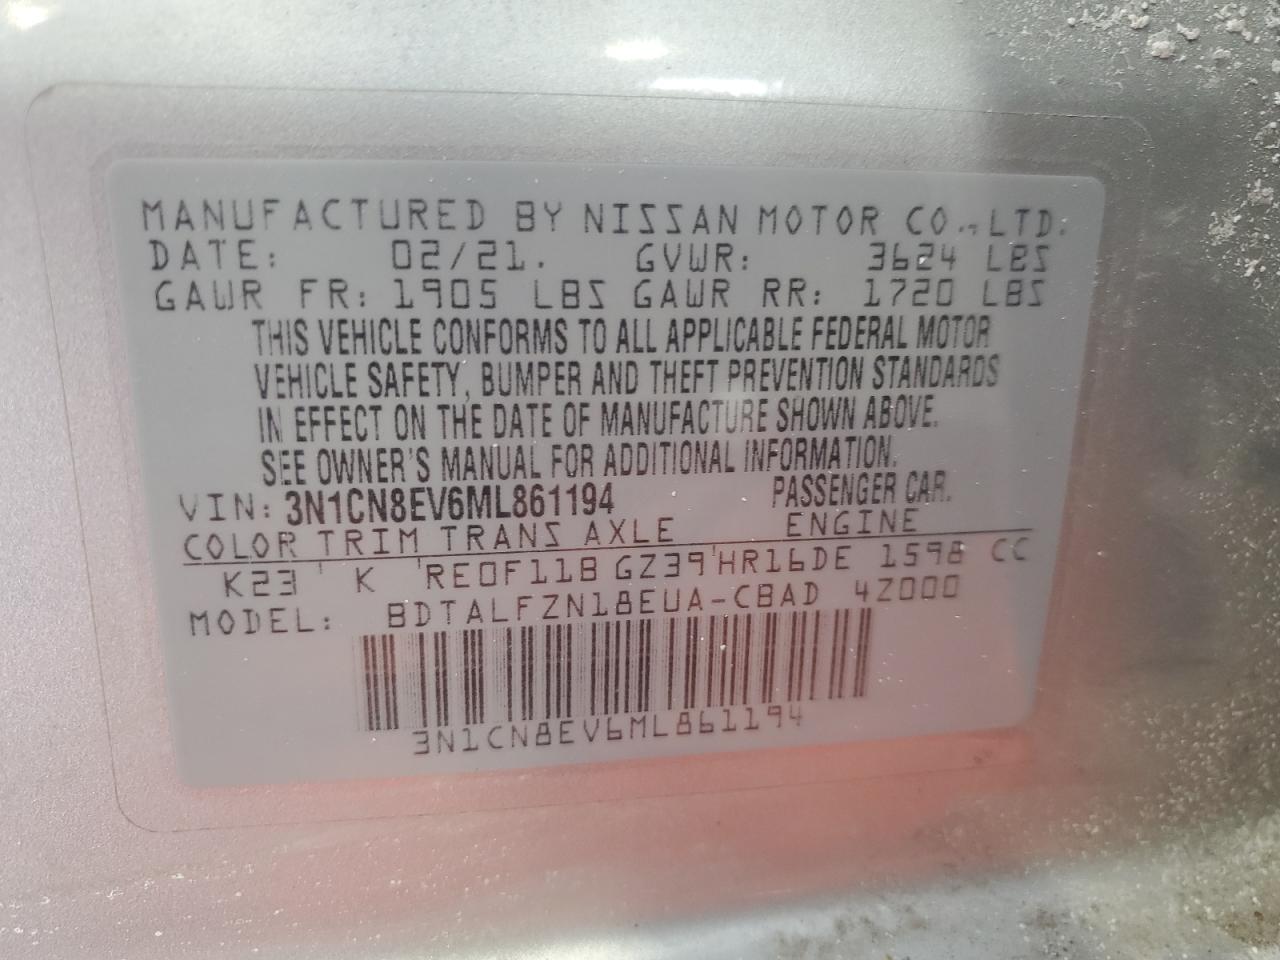 MANUFACTURED BY NISSAN MOTOR CO.,LTD.
DATE: 02/21. GVWR: 3624 LBS
GAWR FR: 1905 LBS GAWR RR: 1720 LBS
THIS VEHICLE CONFORMS TO ALL APPLICABLE FEDERAL MOTOR
VEHICLE SAFETY, BUMPER AND THEFT PREVENTION STANDARDS
IN EFFECT ON THE DATE OF MANUFACTURE SHOWN ABOVE.
SEE OWNER'S MANUAL FOR ADDITIONAL INFORMATION.
VIN: 3N1CN8EV6ML861194 PASSENGER CAR.
COLOR TRIM TRANS AXLE ENGINE
K23 ' K 'RE0F11B GZ39'HR16DE 1598 CC
MODEL: BDTALFZN18EUA-CBAD 4Z000
3N1CN8EV6ML861194